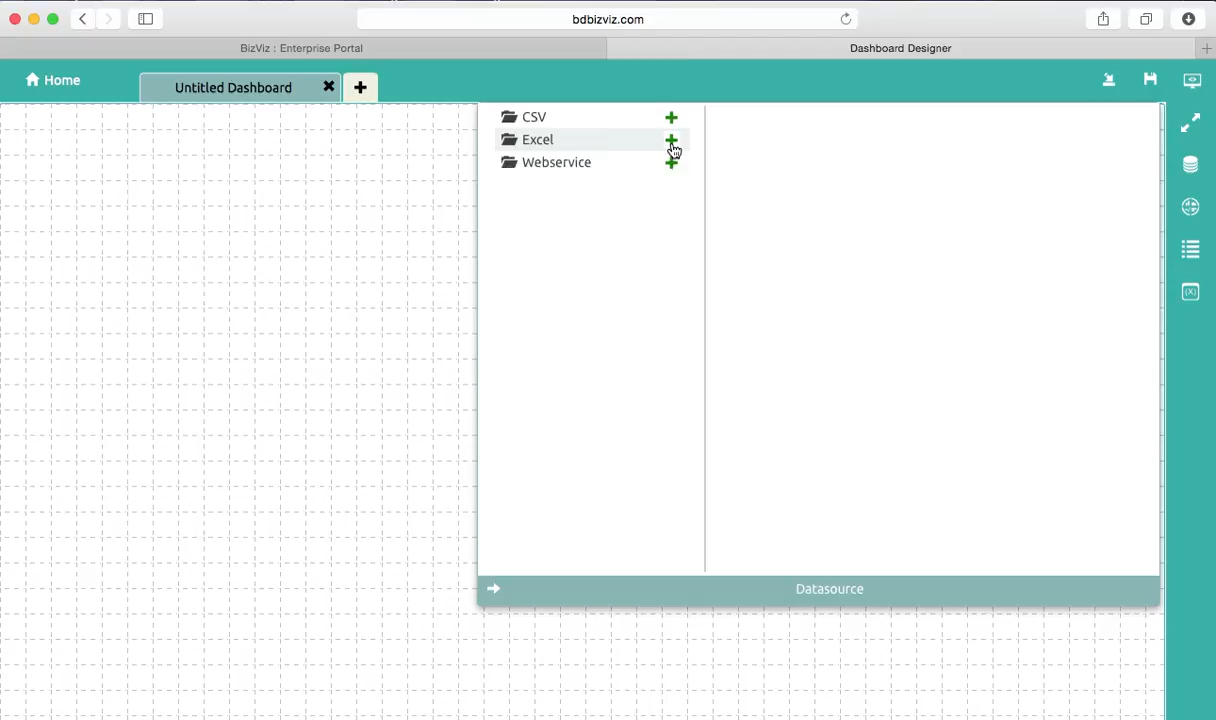 bdbizviz.com
BizViz : Enterprise Portal
Dashboard Designer
Home
Untitled Dashboard
CSV
Excel
Webservice
(X)
Datasource